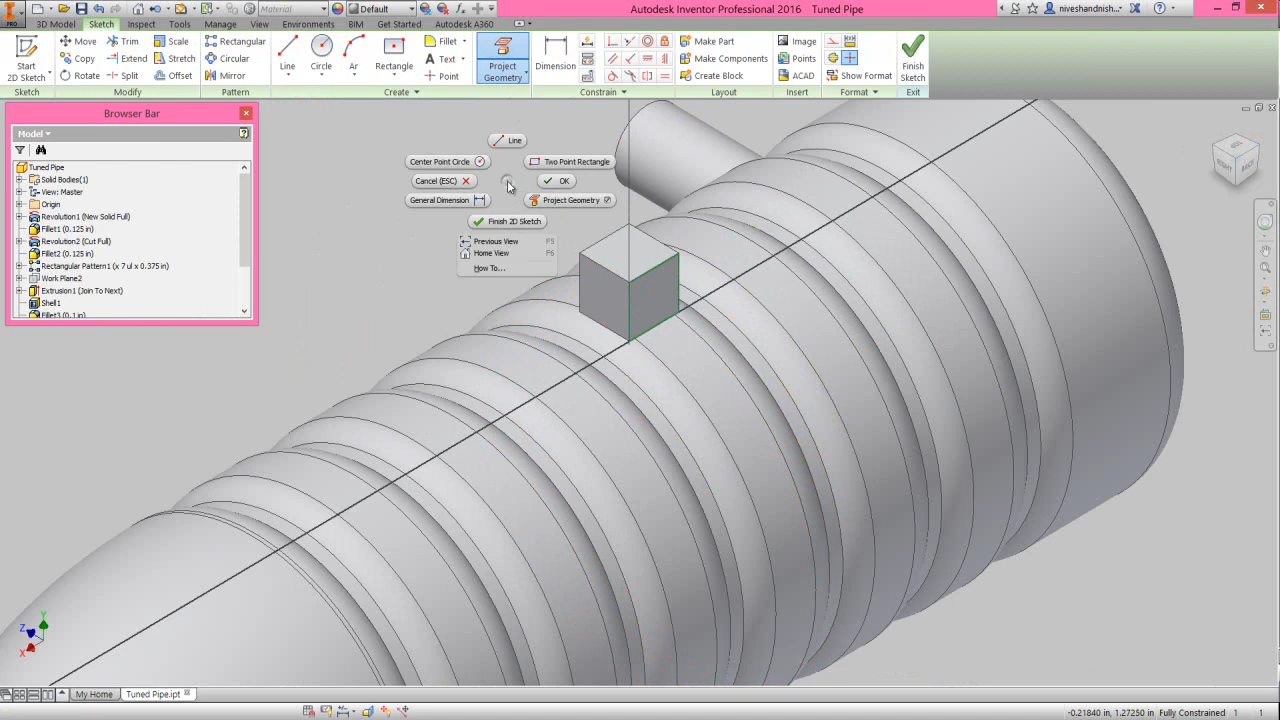 Material
Default
Autodesk Inventor Professional 2016 Tuned Pipe
niveshandnish...
PRO
3D Model Sketch Inspect Tools Manage View Environments BIM Get Started Autodesk A360
Start
2D Sketch
Move Trim Scale
Copy Extend Stretch
Rotate Split Offset
Rectangular
Circular
Mirror
Line Circle Arc Rectangle
Fillet
Text
Point
Project
Geometry
Dimension
Make Part
Make Components
Create Block
Image
Points
ACAD
Show Format
Finish
Sketch
Sketch Modify Pattern Create Constrain Layout Insert Format Exit
Browser Bar
Model
Tuned Pipe
Solid Bodies(1)
View: Master
Origin
Revolution1 (New Solid Full)
Fillet1 (0.125 in)
Revolution2 (Cut Full)
Fillet2 (0.125 in)
Rectangular Pattern1 (x 7 ul x 0.375 in)
Work Plane2
Extrusion1 (Join To Next)
Shell1
Fillet3 (0.1 in)
Line
Center Point Circle Two Point Rectangle
Cancel (ESC) OK
General Dimension Project Geometry
Finish 2D Sketch
Previous View F5
Home View F6
How To...
Y
Z
X
My Home Tuned Pipe.ipt
-0.21840 in, 1.27250 in Fully Constrained 1 1